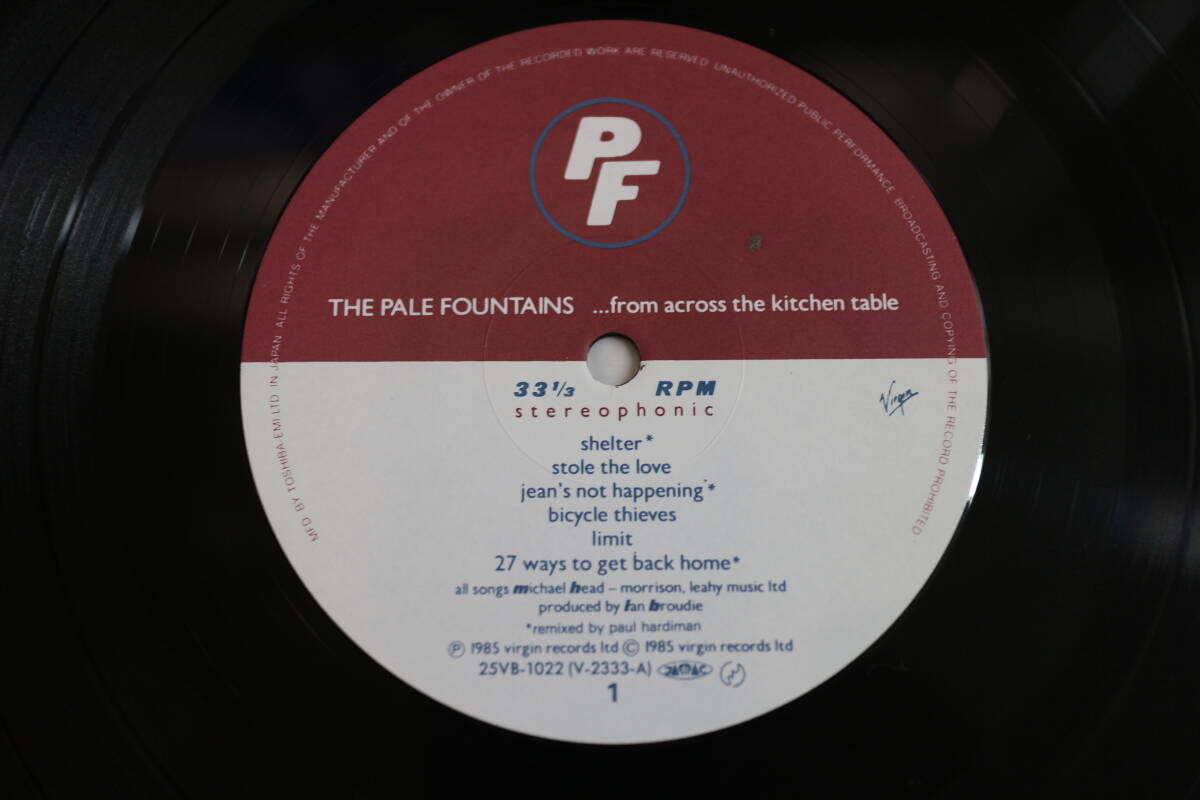 MFD BY TOSHIBA EMI LTD IN JAPAN ALL RIGHTS OF THE MANUFACTURER AND OF THE OWNER OF THE RECORDED WORK ARE RESERVED UNAUTHORIZED PUBLIC PERFORMANCE BROADCASTING AND COPYING OF THE RECORD PROHIBITED
PF
THE PALE FOUNTAINS ...from across the kitchen table
33 1/3 RPM
stereophonic
Virgin
shelter*
stole the love
jean's not happening*
bicycle thieves
limit
27 ways to get back home*
all songs michael head – morrison, leahy music ltd
produced by ian broudie
*remixed by paul hardiman
Ⓟ 1985 virgin records ltd © 1985 virgin records ltd
25VB-1022 (V-2333-A) JASRAC
1